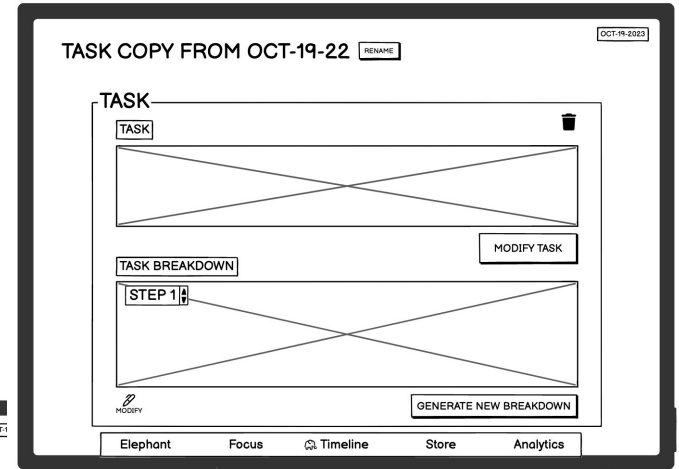 OCT-19-2023
TASK COPY FROM OCT-19-22 RENAME
TASK
TASK
MODIFY TASK
TASK BREAKDOWN
STEP 1
MODIFY
GENERATE NEW BREAKDOWN
Elephant Focus Timeline Store Analytics